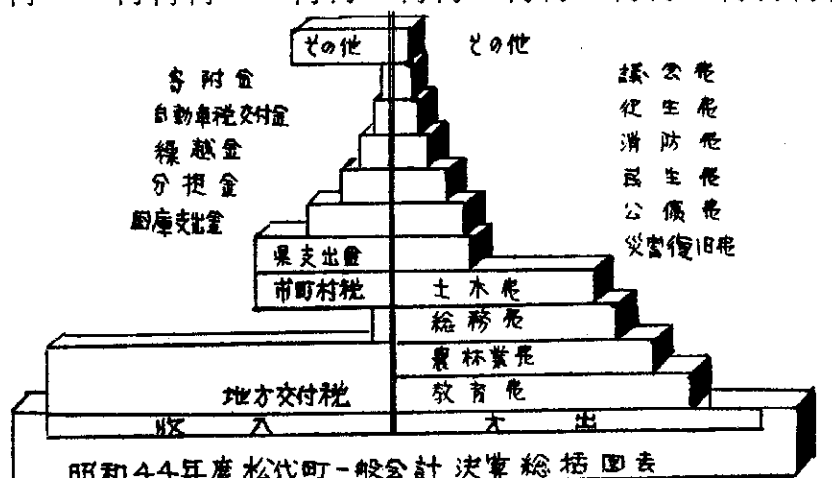 その他
その他
寄附金
自動車税交付金
繰越金
分担金
国庫支出金
議会費
衛生費
消防費
民生費
公債費
災害復旧費
県支出金
市町村税
土木費
総務費
農林業費
地方交付税
教育費
収入
支出
昭和44年度松代町一般会計決算総括図表